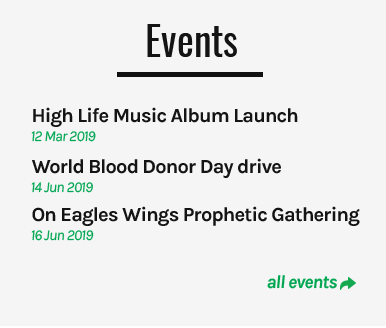 Events
High Life Music Album Launch
12 Mar 2019
World Blood Donor Day drive
14 Jun 2019
On Eagles Wings Prophetic Gathering
16 Jun 2019
all events